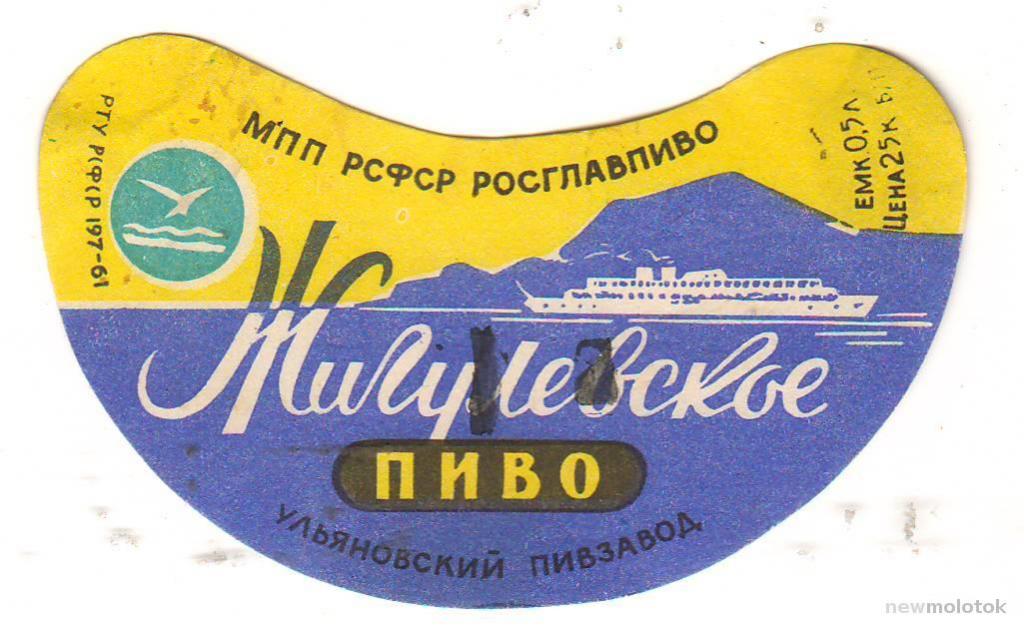 МПП РСФСР РОСГЛАВПИВО
РТУ РСФСР 197-61
ЕМК 0,5 Л
ЦЕНА 25 К Б/П
Жигулевское
ПИВО
УЛЬЯНОВСКИЙ ПИВЗАВОД
newmolotok